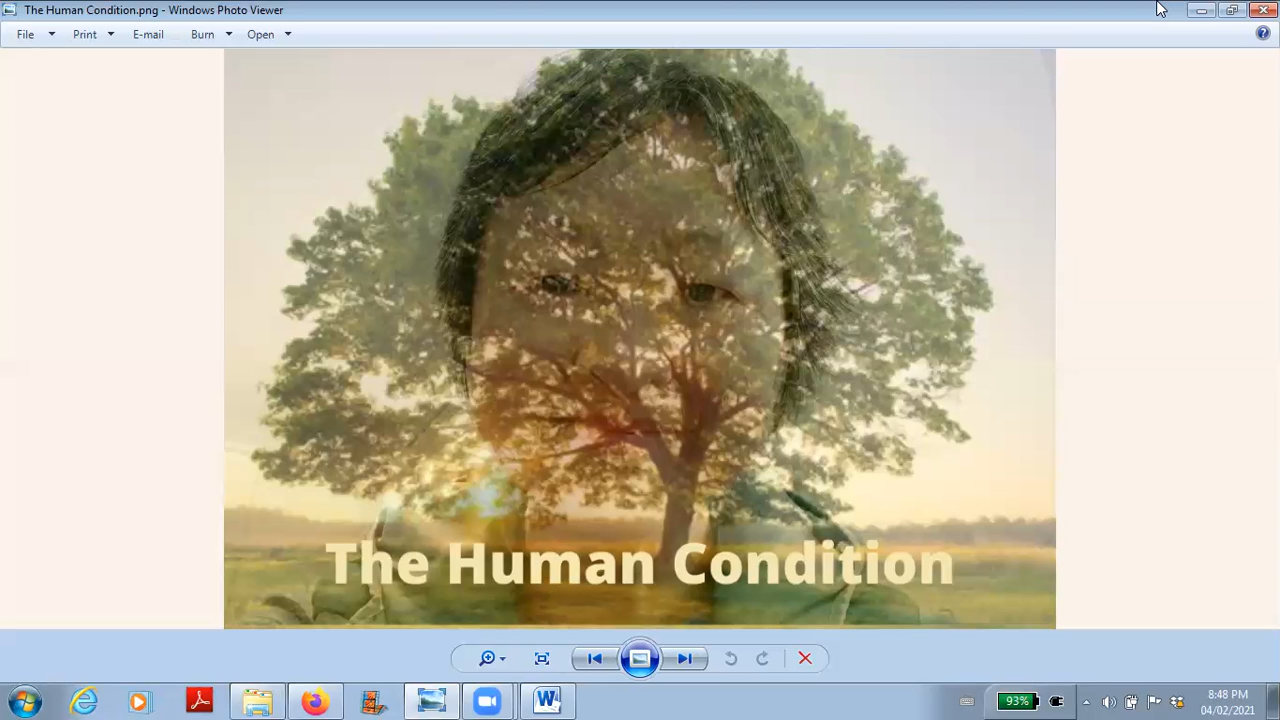 The Human Condition.png - Windows Photo Viewer
File Print E-mail Burn Open
The Human Condition
93%
8:48 PM
04/02/2021